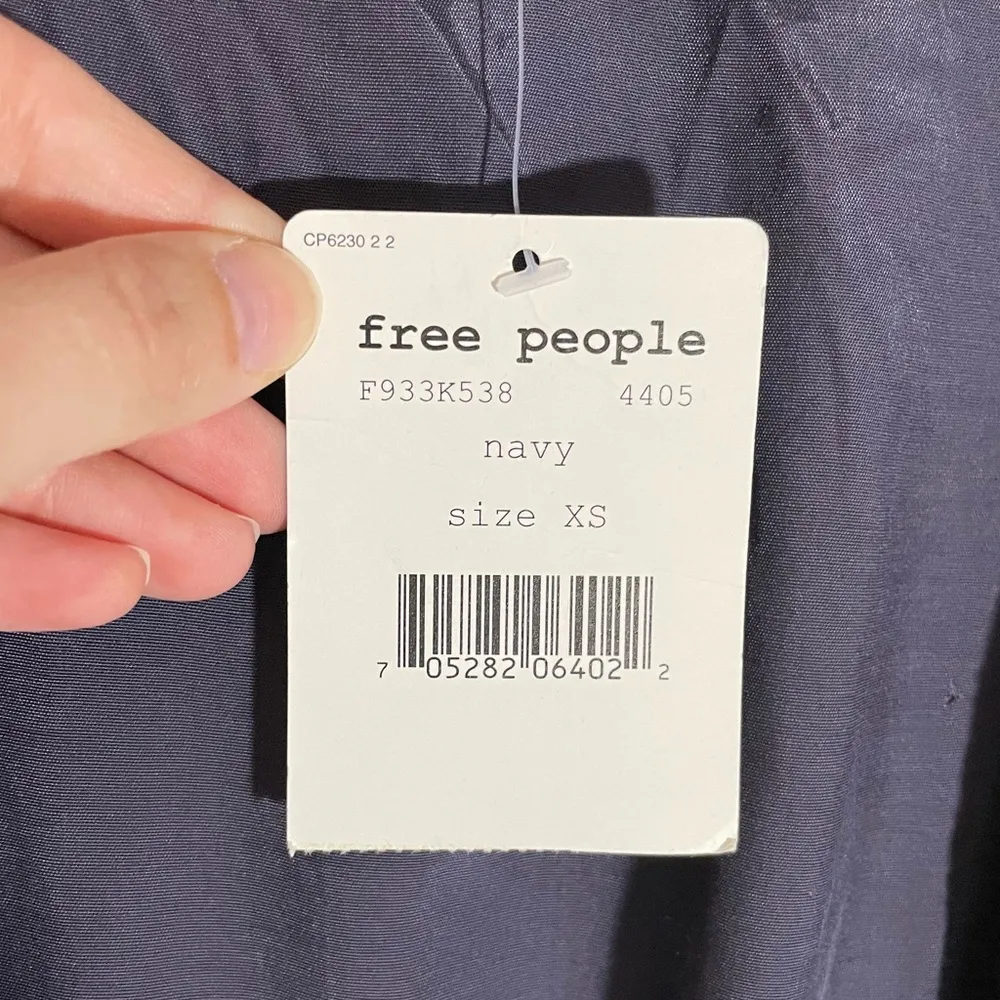 CP6230 2 2
free people
F933K538 4405
navy
size XS
7 05282 06402 2